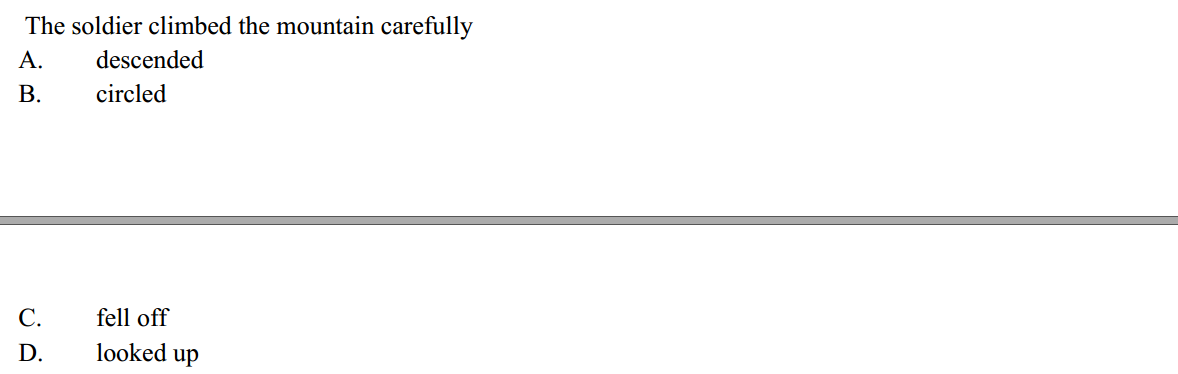 The soldier climbed the mountain carefully
A. descended
B. circled
C. fell off
D. looked up